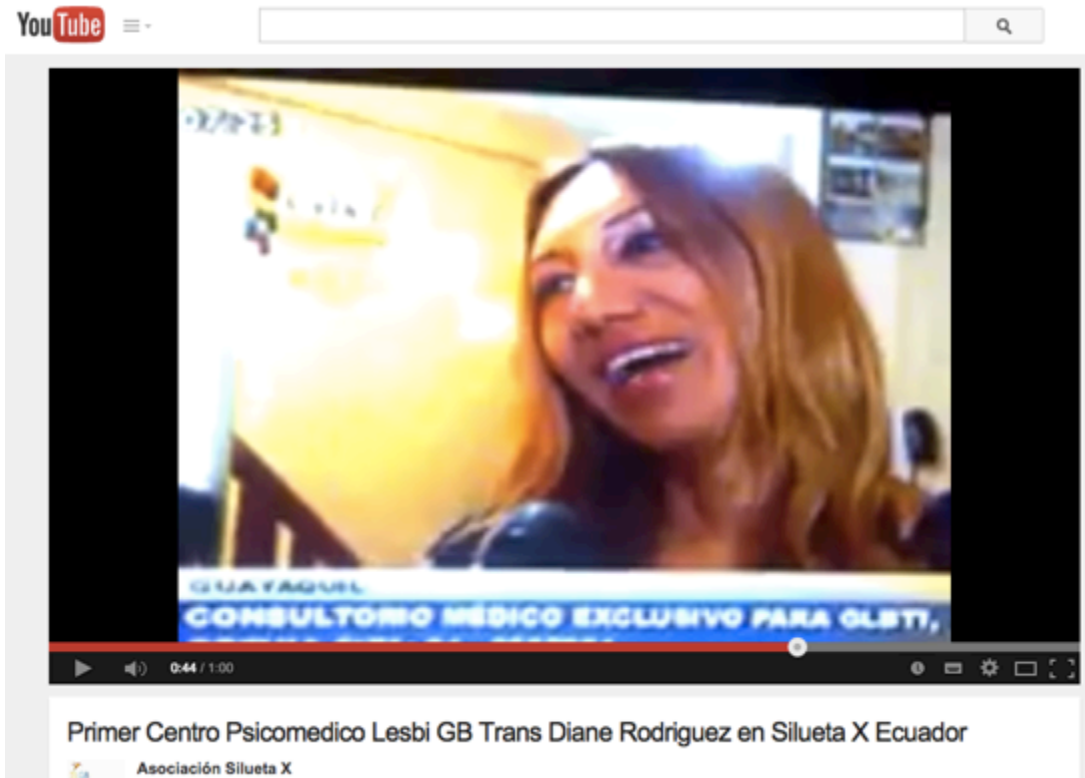 YouTube
GUAYAQUIL
CONSULTORIO MÉDICO EXCLUSIVO PARA GLBTI,
0:44 / 1:00
Primer Centro Psicomedico Lesbi GB Trans Diane Rodriguez en Silueta X Ecuador
Asociación Silueta X